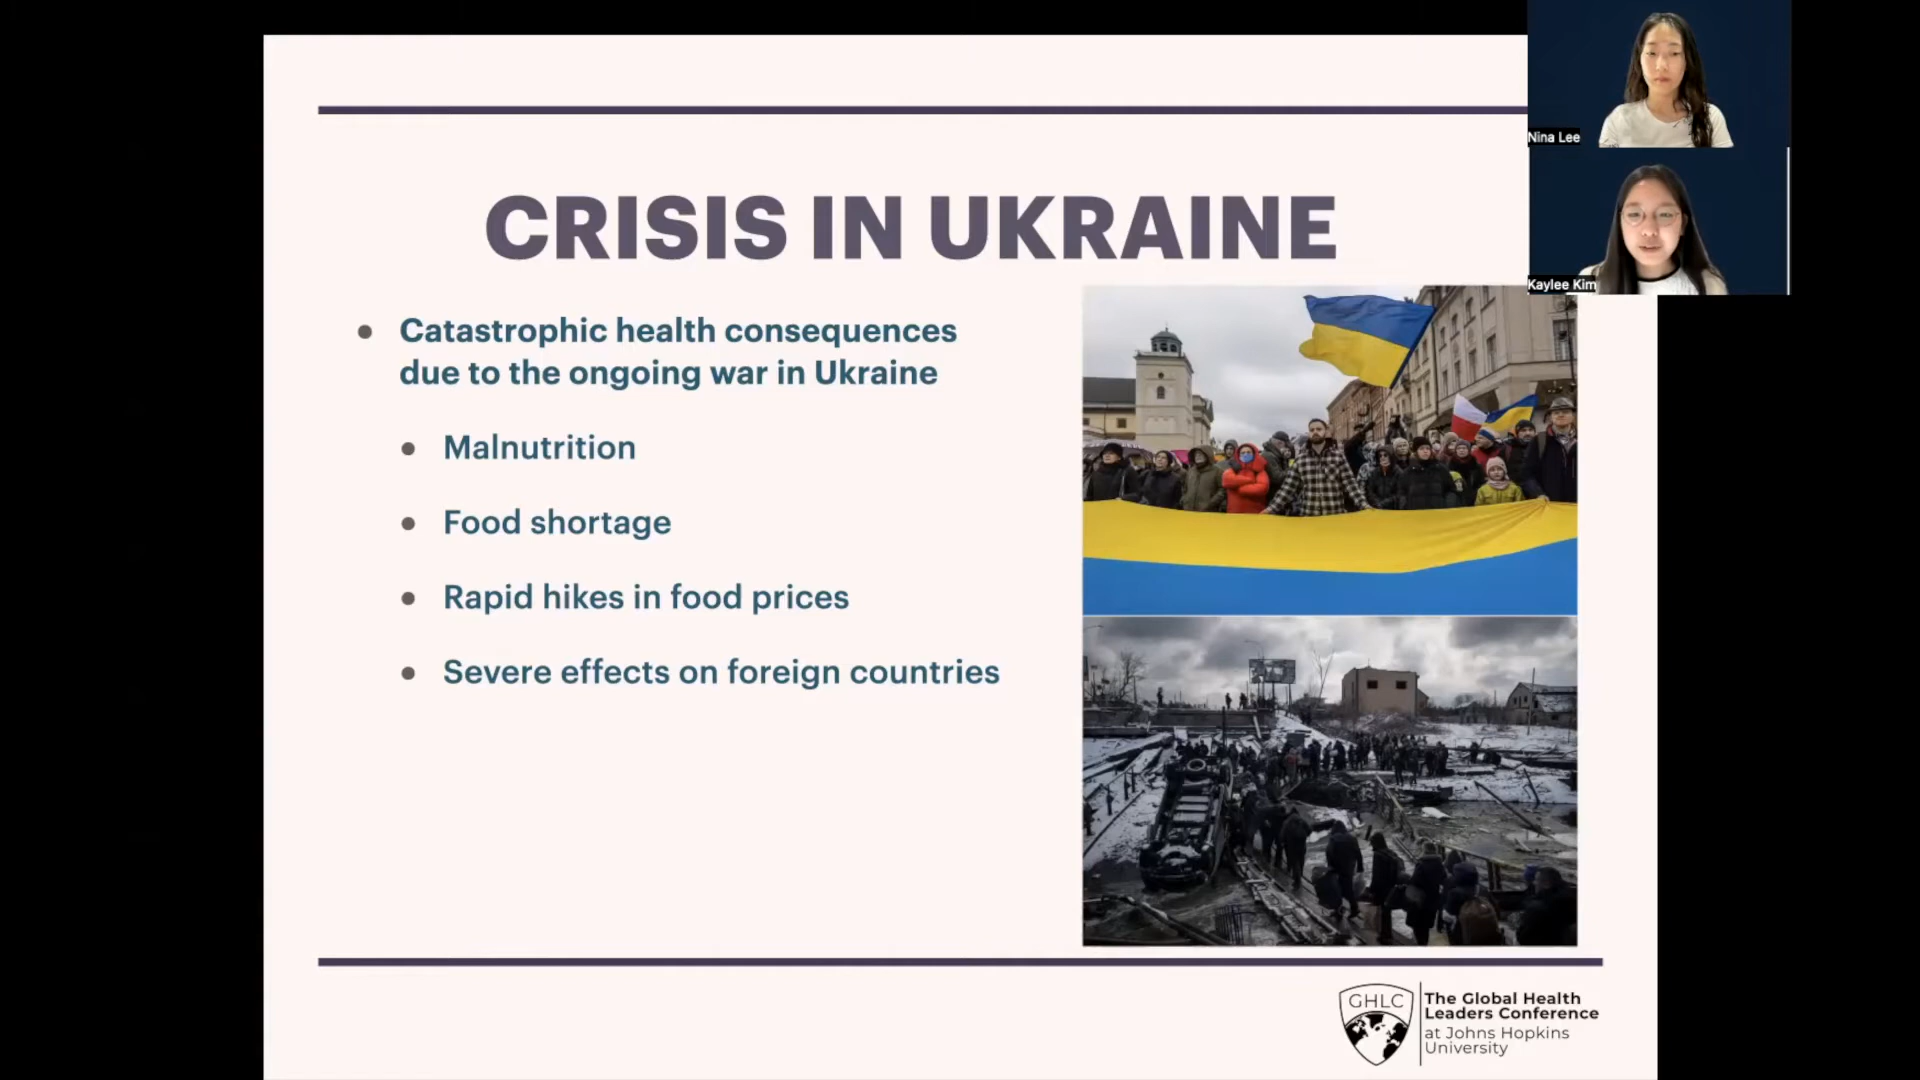 Nina Lee
Kaylee Kim
CRISIS IN UKRAINE
Catastrophic health consequences
due to the ongoing war in Ukraine
Malnutrition
Food shortage
Rapid hikes in food prices
Severe effects on foreign countries
GHLC
The Global Health
Leaders Conference
at Johns Hopkins
University